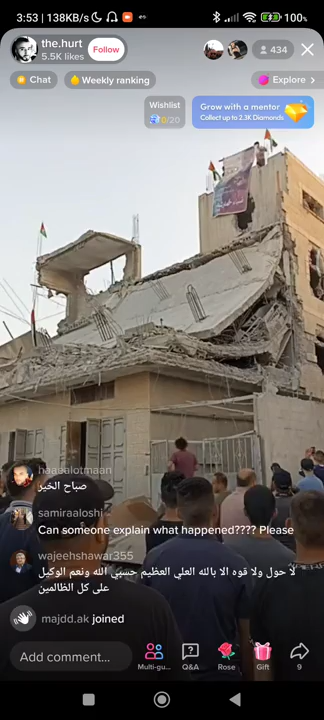 3:53 | 138KB/s
100%
the.hurt
5.5K likes
Follow
434
Chat
Weekly ranking
Explore >
Wishlist
0/20
Grow with a mentor
Collect up to 2.3K Diamonds
haasalotmaan
صباح الخير
samiraaloshi
Can someone explain what happened???? Please
wajeehshawar355
لا حول ولا قوه الا بالله العلي العظيم حسبي الله ونعم الوكيل
على كل الظالمين
majdd.ak joined
Add comment...
Multi-gu...
Q&A
Rose
Gift
9